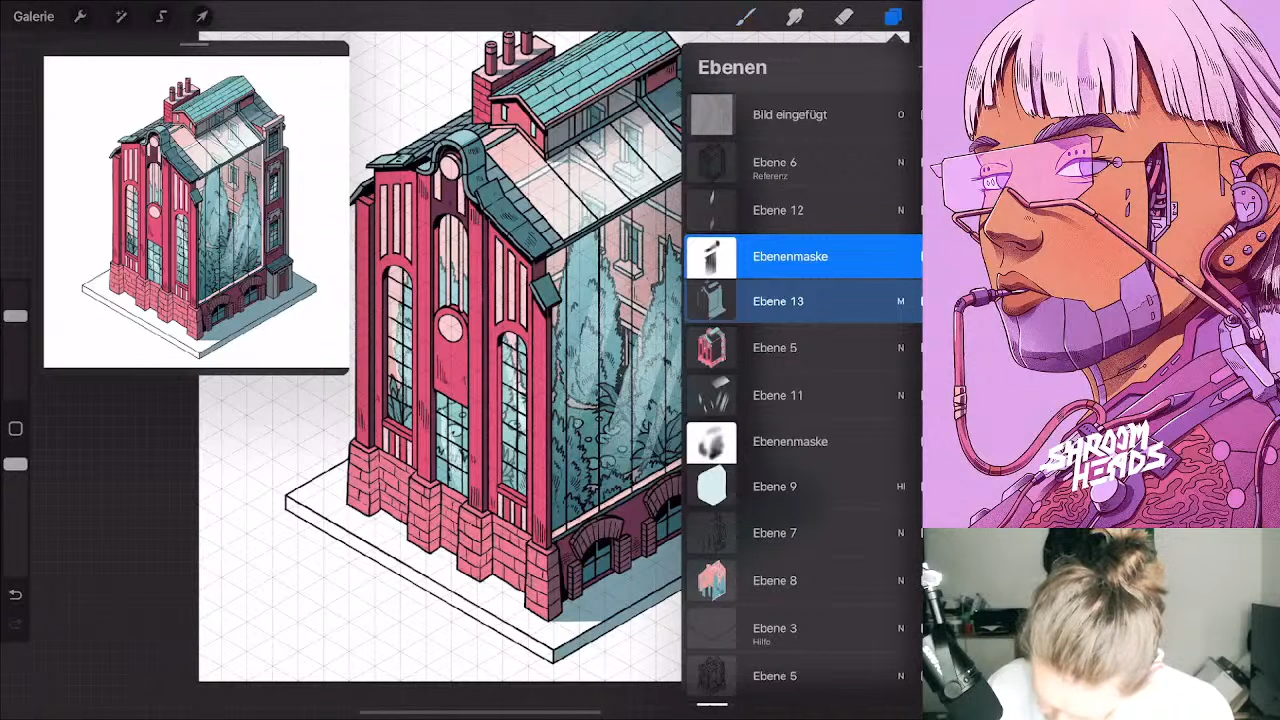 Galerie
Ebenen
Bild eingefügt O
Ebene 6 N
Referenz
Ebene 12 N
Ebenenmaske
Ebene 13 M
Ebene 5 N
Ebene 11 N
Ebenenmaske
Ebene 9 HI
Ebene 7 N
Ebene 8 N
Ebene 3 N
Hilfe
Ebene 5 N
SHROOM
HEADS